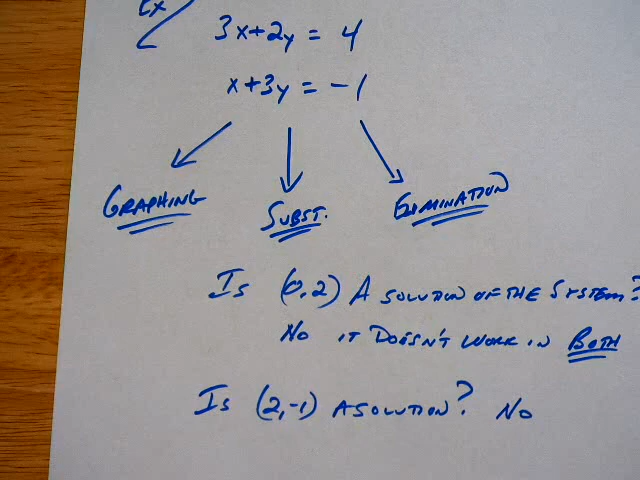 Ex
3x+2y = 4
x+3y = -1
GRAPHING SUBST. ELIMINATION
Is (0,2) A SOLUTION OF THE SYSTEM?
No IT DOESN'T WORK IN BOTH
Is (2,-1) A SOLUTION? No